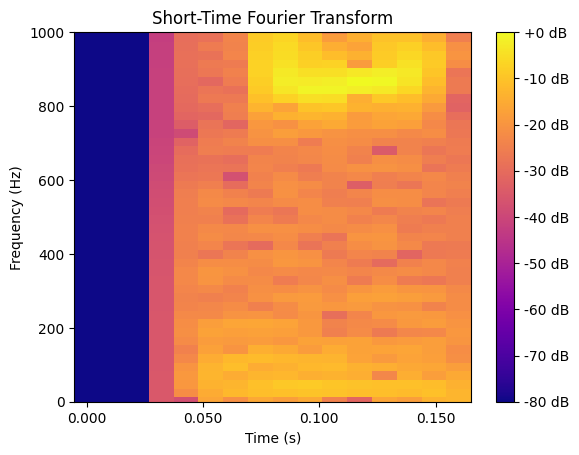 Short-Time Fourier Transform
1000
800
600
400
200
0
Frequency (Hz)
0.000
0.050
0.100
0.150
Time (s)
+0 dB
-10 dB
-20 dB
-30 dB
-40 dB
-50 dB
-60 dB
-70 dB
-80 dB